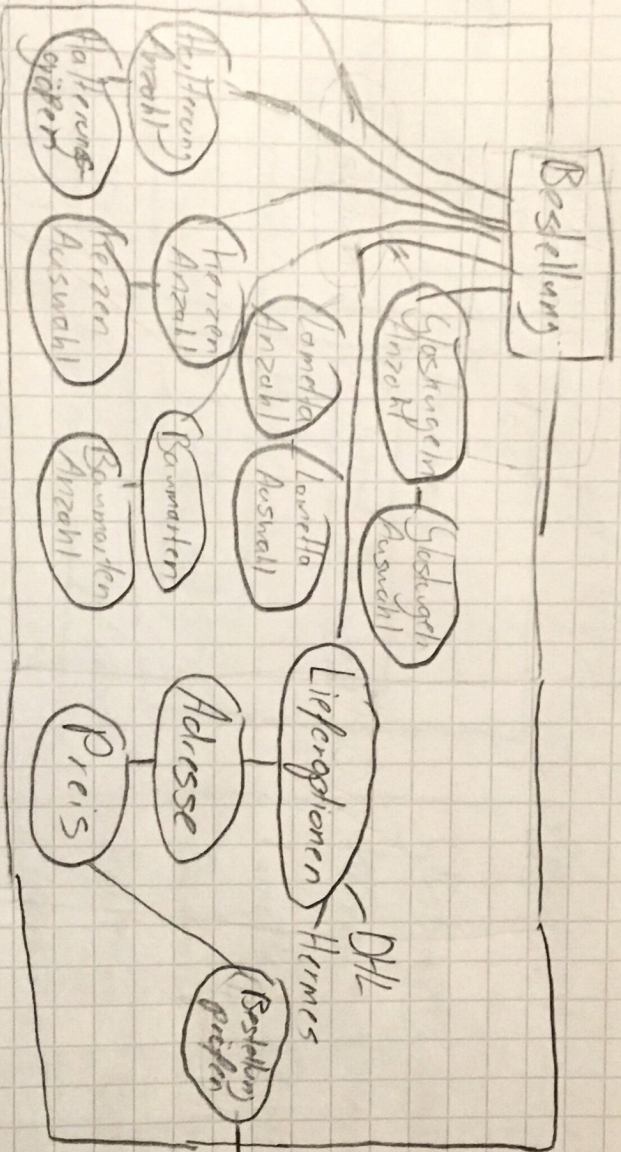 Bestellung
Glaskugeln
Anzahl
Glaskugeln
Auswahl
Lametta
Anzahl
Lametta
Auswahl
Kerzen
Anzahl
Kerzen
Auswahl
Baumarten
Baumarten
Anzahl
Halterung
Anzahl
Halterung
größen
Lieferoptionen
DHL
Hermes
Adresse
Preis
Bestellung
prüfen